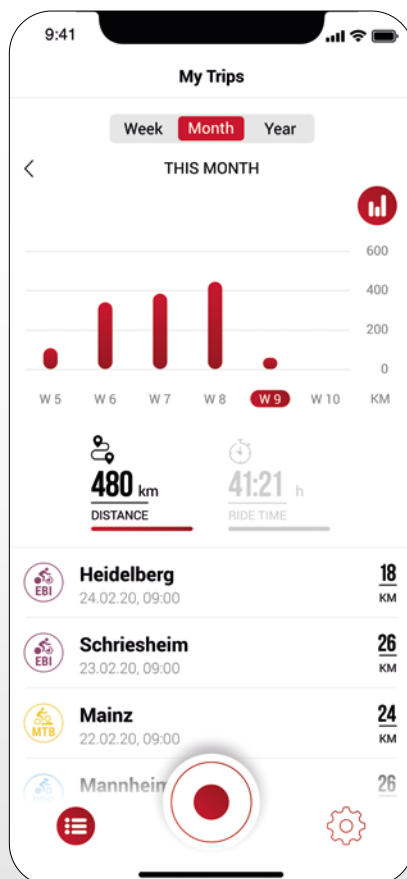 9:41
My Trips
Week Month Year
THIS MONTH
600
400
200
0
W 5 W 6 W 7 W 8 W 9 W 10 KM
480 km 41:21 h
DISTANCE RIDE TIME
Heidelberg 18
EBI 24.02.20, 09:00 KM
Schriesheim 26
EBI 23.02.20, 09:00 KM
Mainz 24
MTB 22.02.20, 09:00 KM
Mannheim 26